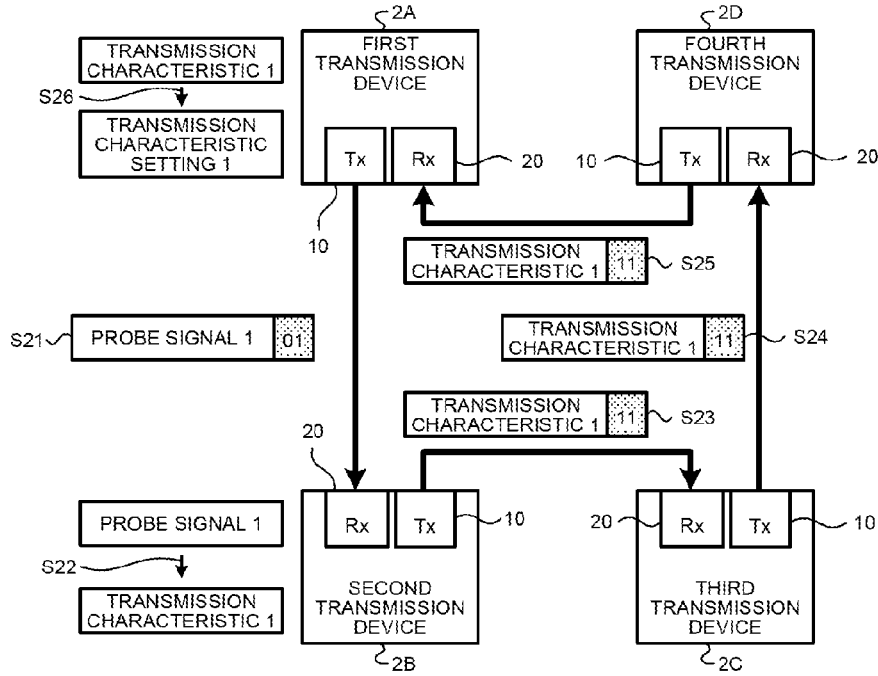 2A
2D
TRANSMISSION
CHARACTERISTIC 1
S26
TRANSMISSION
CHARACTERISTIC
SETTING 1
FIRST
TRANSMISSION
DEVICE
FOURTH
TRANSMISSION
DEVICE
Tx
Rx
20
10
Tx
Rx
20
10
TRANSMISSION
CHARACTERISTIC 1
11
S25
S21
PROBE SIGNAL 1
01
TRANSMISSION
CHARACTERISTIC 1
11
S24
TRANSMISSION
CHARACTERISTIC 1
11
S23
20
PROBE SIGNAL 1
S22
TRANSMISSION
CHARACTERISTIC 1
Rx
Tx
10
20
Rx
Tx
10
SECOND
TRANSMISSION
DEVICE
THIRD
TRANSMISSION
DEVICE
2B
2C